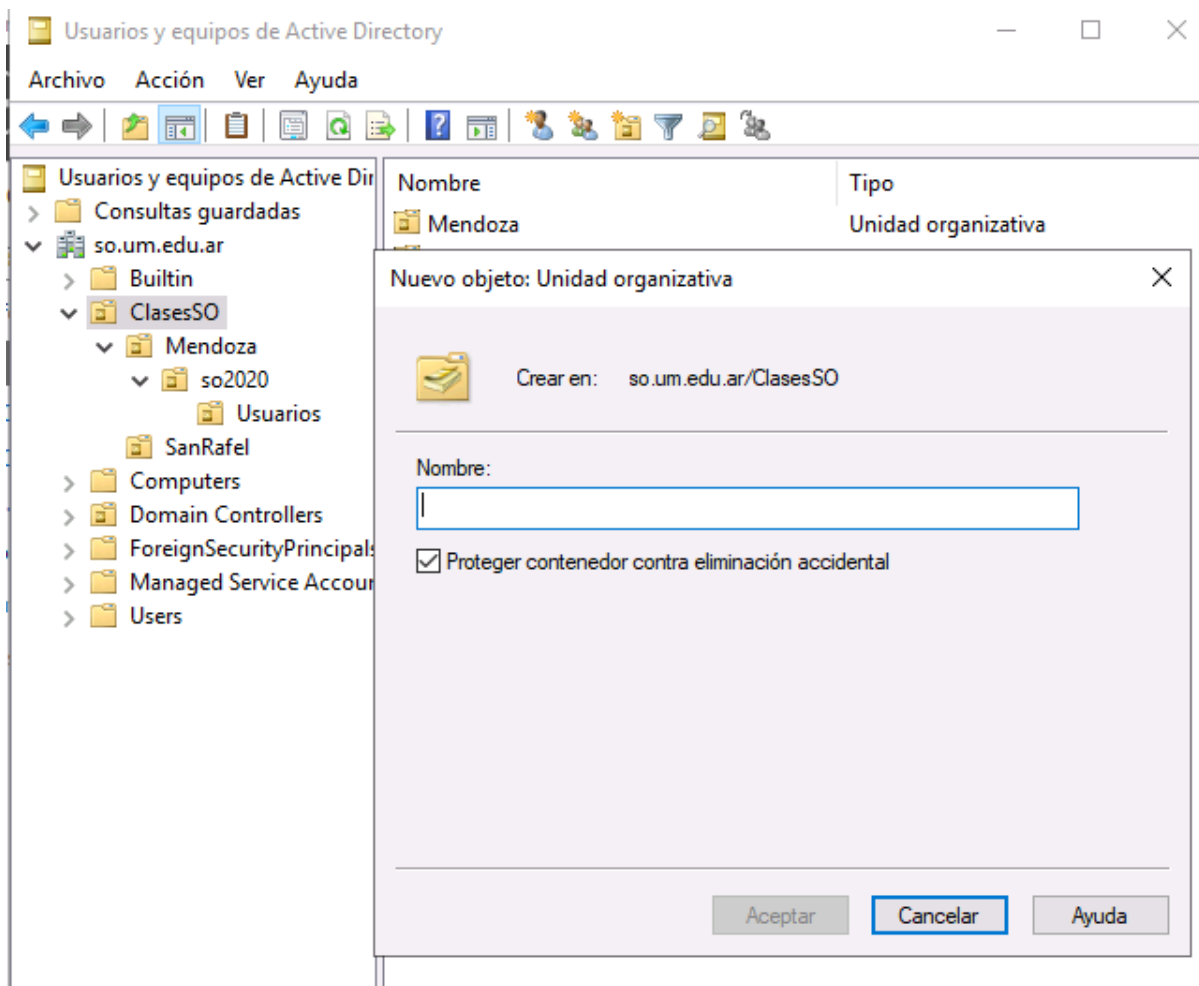 Usuarios y equipos de Active Directory
Archivo Acción Ver Ayuda
Usuarios y equipos de Active Dir
Consultas guardadas
so.um.edu.ar
Builtin
ClasesSO
Mendoza
so2020
Usuarios
SanRafel
Computers
Domain Controllers
ForeignSecurityPrincipals
Managed Service Accoun
Users
Nombre Tipo
Mendoza Unidad organizativa
Nuevo objeto: Unidad organizativa
Crear en: so.um.edu.ar/ClasesSO
Nombre:
Proteger contenedor contra eliminación accidental
Aceptar Cancelar Ayuda